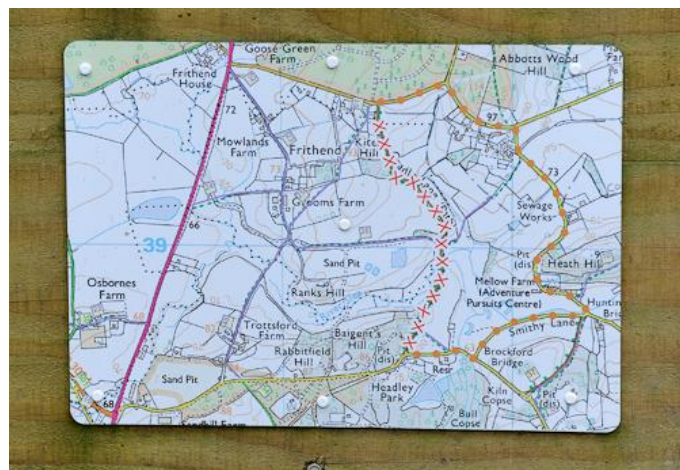 Goose Green
Farm
Abbotts Wood
Hill
Frithend
House
70
72
97
Mowlands
Farm
Frithend
Kite
Hill
73
73
Grooms Farm
Sewage
Works
66
39
Sand Pit
Pit
(dis)
Heath Hill
Osbornes
Farm
Ranks Hill
Mellow Farm
(Adventure
Pursuits Centre)
68
Trottsford
Farm
Baigent's
Hill
Smithy Lane
Rabbitfield
Hill
Pit
(dis)
Resr
Brockford
Bridge
Sand Pit
Headley
Park
Kiln
Copse
Pit
(dis)
68
Bull
Copse